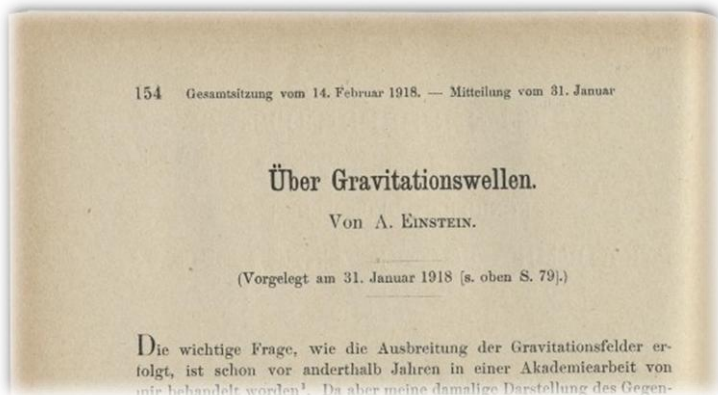 154 Gesamtsitzung vom 14. Februar 1918. — Mitteilung vom 31. Januar
Über Gravitationswellen.
Von A. Einstein.
(Vorgelegt am 31. Januar 1918 [s. oben S. 79].)
Die wichtige Frage, wie die Ausbreitung der Gravitationsfelder er-
folgt, ist schon vor anderthalb Jahren in einer Akademiearbeit von
mir behandelt worden¹. Da aber meine damalige Darstellung des Gegen-